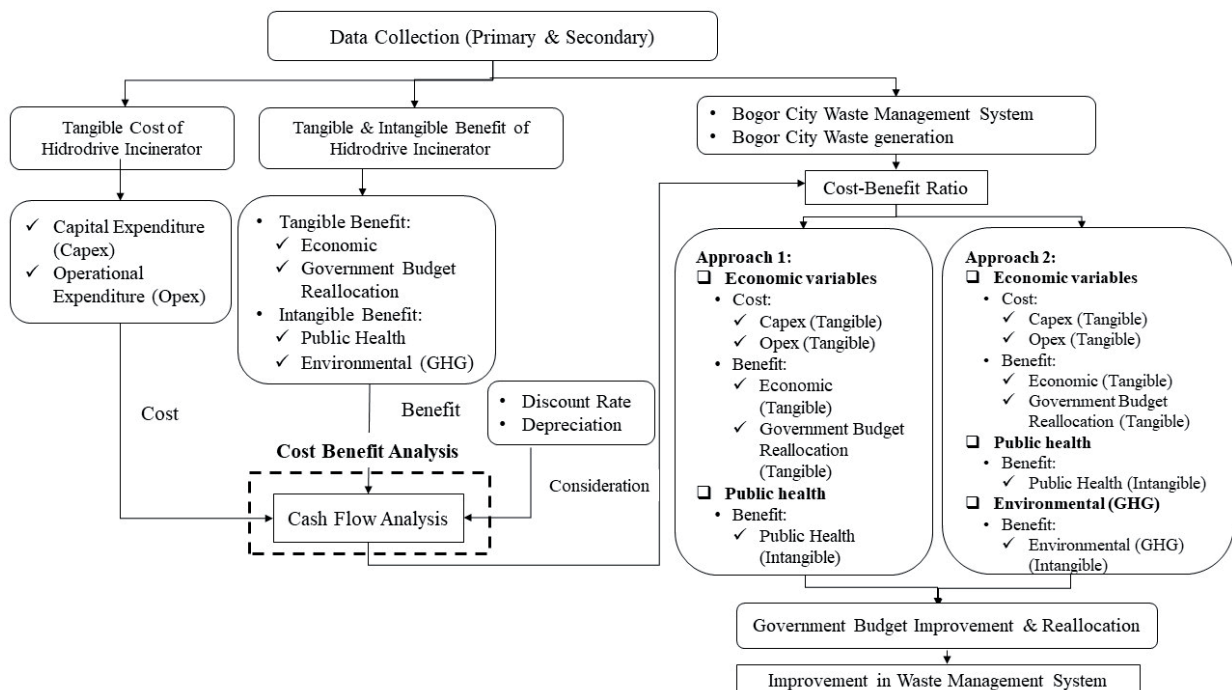 Data Collection (Primary & Secondary)
Tangible Cost of
Hidrodrive Incinerator
Tangible & Intangible Benefit of
Hidrodrive Incinerator
• Bogor City Waste Management System
• Bogor City Waste generation
✓ Capital Expenditure
(Capex)
✓ Operational
Expenditure (Opex)
• Tangible Benefit:
✓ Economic
✓ Government Budget
Reallocation
• Intangible Benefit:
✓ Public Health
✓ Environmental (GHG)
Cost
Benefit
• Discount Rate
• Depreciation
Cost Benefit Analysis
Cash Flow Analysis
Consideration
Cost-Benefit Ratio
Approach 1:
❑ Economic variables
• Cost:
✓ Capex (Tangible)
✓ Opex (Tangible)
• Benefit:
✓ Economic
(Tangible)
✓ Government Budget
Reallocation
(Tangible)
❑ Public health
• Benefit:
✓ Public Health
(Intangible)
Approach 2:
❑ Economic variables
• Cost:
✓ Capex (Tangible)
✓ Opex (Tangible)
• Benefit:
✓ Economic (Tangible)
✓ Government Budget
Reallocation (Tangible)
❑ Public health
• Benefit:
✓ Public Health (Intangible)
❑ Environmental (GHG)
• Benefit:
✓ Environmental (GHG)
(Intangible)
Government Budget Improvement & Reallocation
Improvement in Waste Management System